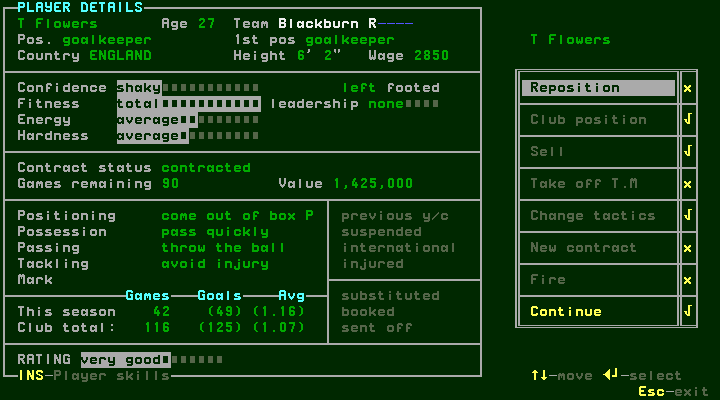 PLAYER DETAILS
T Flowers Age 27 Team Blackburn R
Pos. goalkeeper 1st pos goalkeeper
Country ENGLAND Height 6' 2" Wage 2850
T Flowers
Confidence shaky left footed
Fitness total leadership none
Energy average
Hardness average
Contract status contracted
Games remaining 90 Value 1,425,000
Positioning come out of box P
Possession pass quickly
Passing throw the ball
Tackling avoid injury
Mark
previous y/c
suspended
international
injured
Games Goals Avg
This season 42 (49) (1.16)
Club total: 116 (125) (1.07)
substituted
booked
sent off
RATING very good
INS-Player skills
Reposition x
Club position √
Sell √
Take off T.M x
Change tactics √
New contract x
Fire x
Continue √
↑↓-move ↲-select
Esc-exit